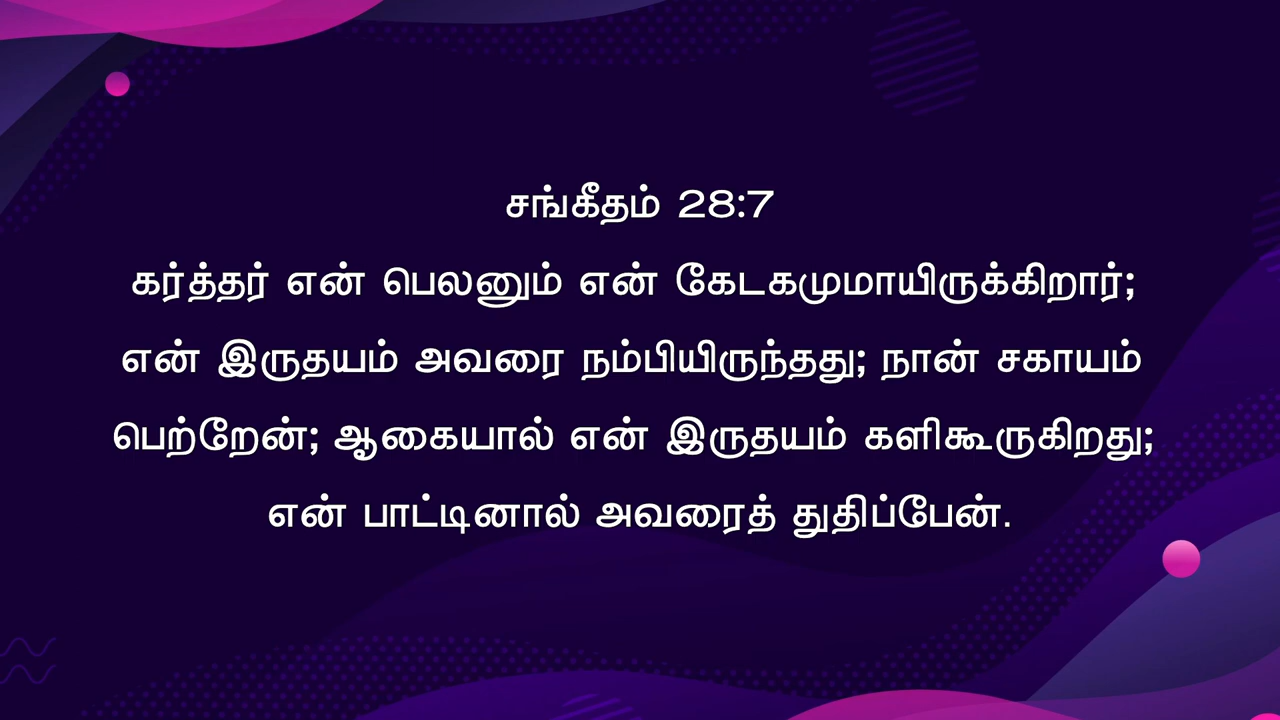 சங்கீதம் 28:7
கர்த்தர் என் பெலனும் என் கேடகமுமாயிருக்கிறார்;
என் இருதயம் அவரை நம்பியிருந்தது; நான் சகாயம்
பெற்றேன்; ஆகையால் என் இருதயம் களிகூருகிறது;
என் பாட்டினால் அவரைத் துதிப்பேன்.